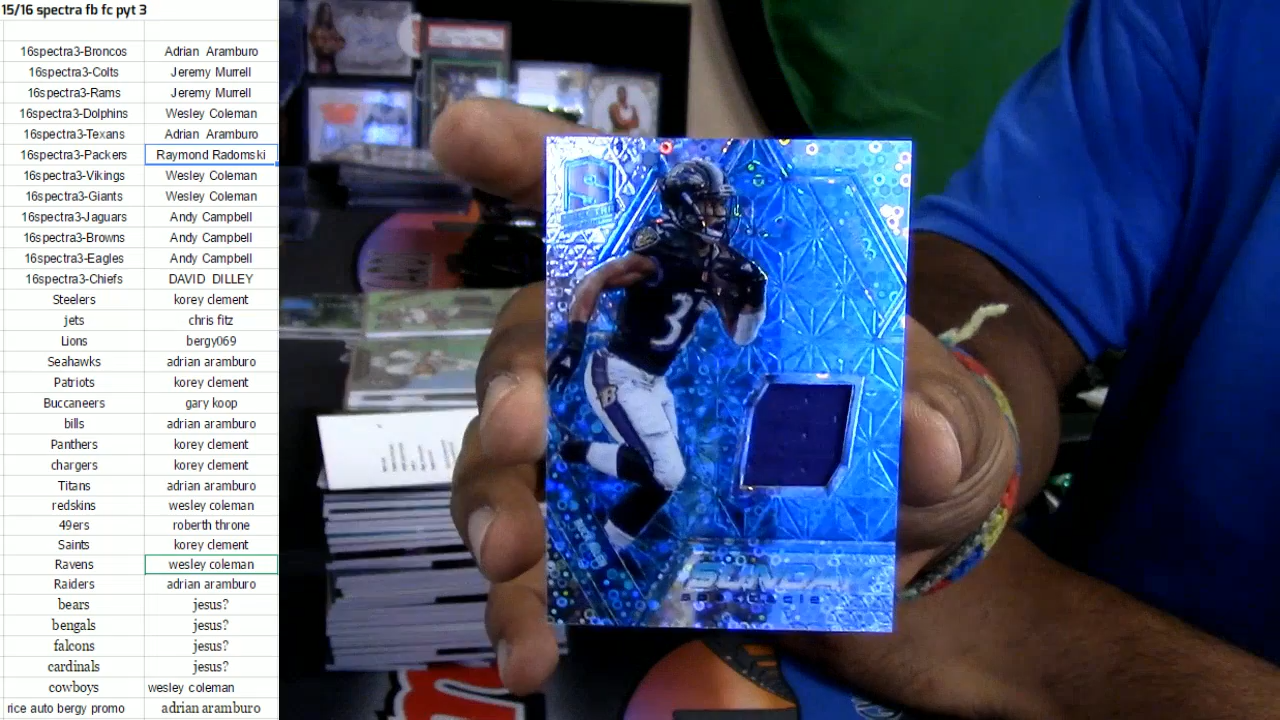 15/16 spectra fb fc pyt 3
16spectra3-Broncos Adrian Aramburo
16spectra3-Colts Jeremy Murrell
16spectra3-Rams Jeremy Murrell
16spectra3-Dolphins Wesley Coleman
16spectra3-Texans Adrian Aramburo
16spectra3-Packers Raymond Radomski
16spectra3-Vikings Wesley Coleman
16spectra3-Giants Wesley Coleman
16spectra3-Jaguars Andy Campbell
16spectra3-Browns Andy Campbell
16spectra3-Eagles Andy Campbell
16spectra3-Chiefs DAVID DILLEY
Steelers korey clement
jets chris fitz
Lions bergy069
Seahawks adrian aramburo
Patriots korey clement
Buccaneers gary koop
bills adrian aramburo
Panthers korey clement
chargers korey clement
Titans adrian aramburo
redskins wesley coleman
49ers roberth throne
Saints korey clement
Ravens wesley coleman
Raiders adrian aramburo
bears jesus?
bengals jesus?
falcons jesus?
cardinals jesus?
cowboys wesley coleman
rice auto bergy promo adrian aramburo
SPECTRA
SUNDAY
spectacle